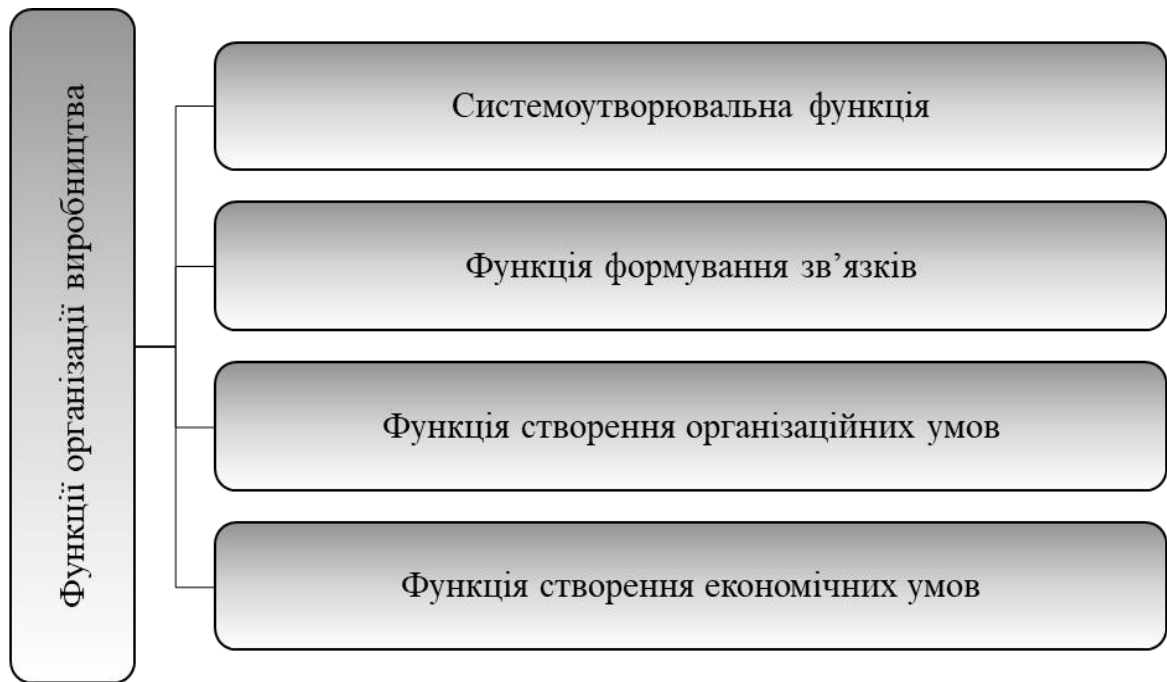 Функції організації виробництва
Системоутворювальна функція
Функція формування зв’язків
Функція створення організаційних умов
Функція створення економічних умов